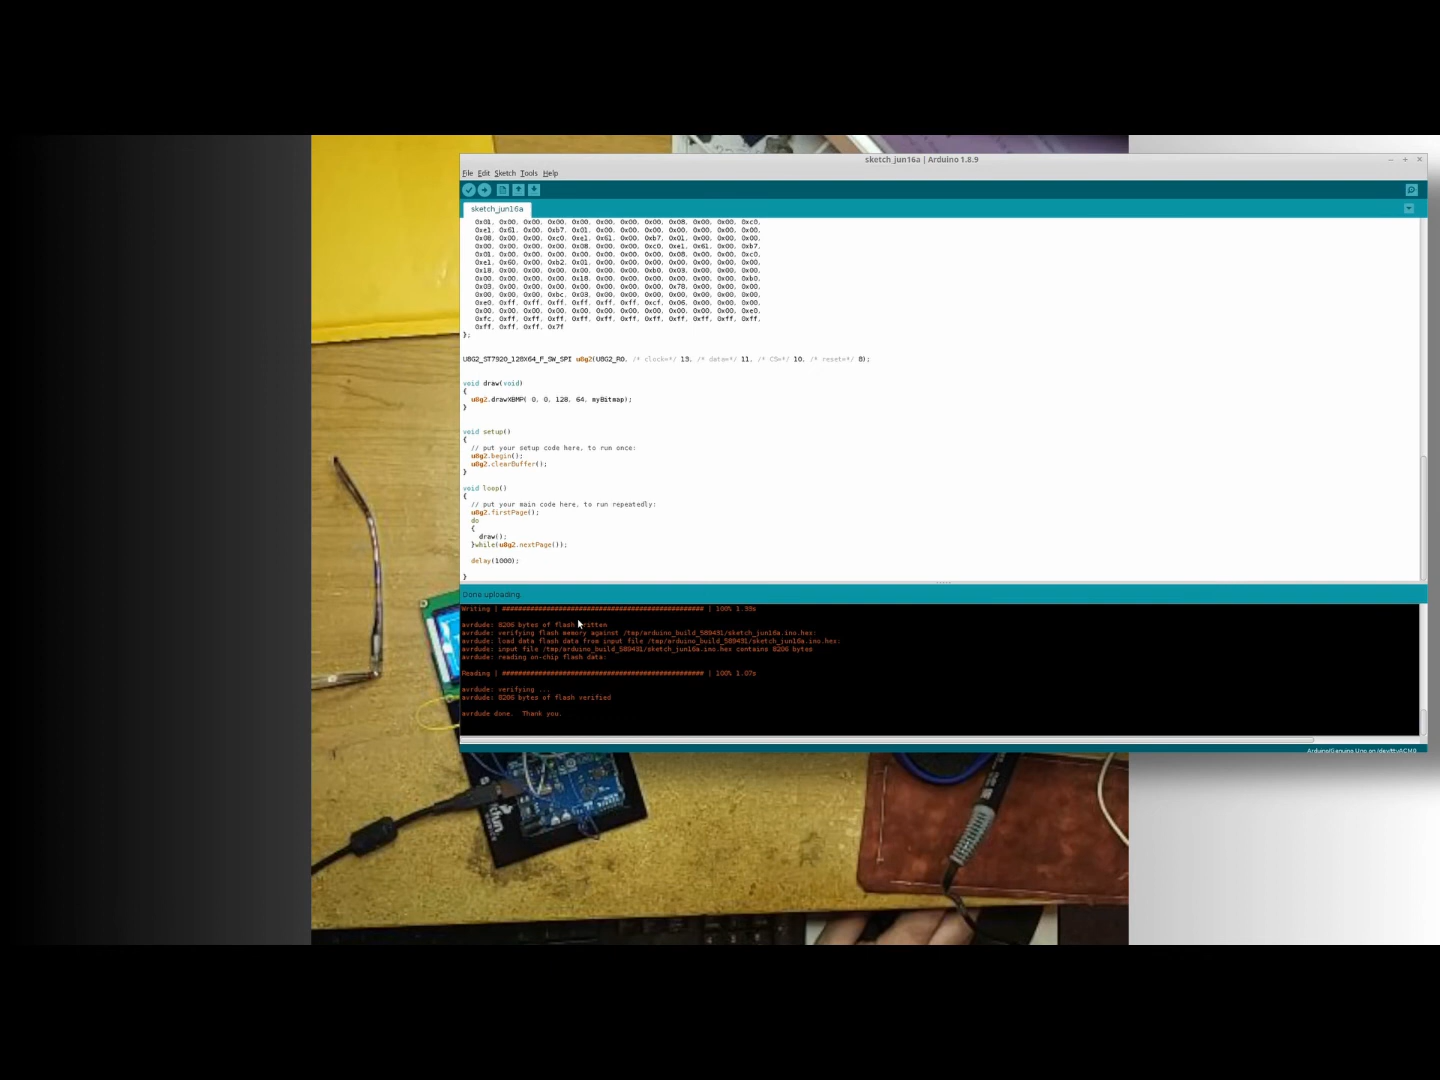 sketch_jun16a | Arduino 1.8.9
File Edit Sketch Tools Help
sketch_jun16a
0x01, 0x00, 0x00, 0x00, 0x00, 0x00, 0x00, 0x00, 0x08, 0x00, 0xc0,
0xe1, 0x61, 0x00, 0xb7, 0x01, 0x00, 0x00, 0x00, 0x00, 0x00, 0x00,
0x08, 0x00, 0xc0, 0xe1, 0x61, 0x00, 0xb7, 0x01, 0x00, 0x00, 0x00,
0x00, 0x00, 0x00, 0x00, 0x08, 0x00, 0xc0, 0xe1, 0x61, 0x00, 0xb7,
0x01, 0x00, 0x00, 0x00, 0x00, 0x00, 0x00, 0x00, 0x08, 0x00, 0xc0,
0xe1, 0x60, 0x00, 0xb2, 0x01, 0x00, 0x00, 0x00, 0x00, 0x00, 0x00,
0x18, 0x00, 0x00, 0x00, 0x00, 0x00, 0xb0, 0x03, 0x00, 0x00, 0x00,
0x00, 0x00, 0x00, 0x00, 0x18, 0x00, 0x00, 0x00, 0x00, 0x00, 0xb0,
0x03, 0x00, 0x00, 0x00, 0x00, 0x00, 0x00, 0x00, 0x78, 0x00, 0x00,
0x00, 0x00, 0x00, 0xbc, 0x03, 0x00, 0x00, 0x00, 0x00, 0x00, 0x00,
0xe0, 0xff, 0xff, 0xff, 0xff, 0xff, 0xcf, 0x06, 0x00, 0x00, 0x00,
0x00, 0x00, 0x00, 0x00, 0x00, 0x00, 0x00, 0x00, 0x00, 0x00, 0xe0,
0xfc, 0xff, 0xff, 0xff, 0xff, 0xff, 0xff, 0xff, 0xff, 0xff, 0xff,
0xff, 0xff, 0xff, 0x7f
};
U8G2_ST7920_128X64_F_SW_SPI u8g2(U8G2_R0, /* clock=*/ 13, /* data=*/ 11, /* CS=*/ 10, /* reset=*/ 8);
void draw(void)
{
u8g2.drawXBMP( 0, 0, 128, 64, myBitmap);
}
void setup()
{
// put your setup code here, to run once:
u8g2.begin();
u8g2.clearBuffer();
}
void loop()
{
// put your main code here, to run repeatedly:
u8g2.firstPage();
do
{
draw();
}while(u8g2.nextPage());
delay(1000);
}
Done uploading.
Writing | ################################################## | 100% 1.39s
avrdude: 8206 bytes of flash written
avrdude: verifying flash memory against /tmp/arduino_build_589431/sketch_jun16a.ino.hex:
avrdude: load data flash data from input file /tmp/arduino_build_589431/sketch_jun16a.ino.hex:
avrdude: input file /tmp/arduino_build_589431/sketch_jun16a.ino.hex contains 8206 bytes
avrdude: reading on-chip flash data:
Reading | ################################################## | 100% 1.07s
avrdude: verifying ...
avrdude: 8206 bytes of flash verified
avrdude done.  Thank you.
Arduino/Genuino Uno on /dev/ttyACM0